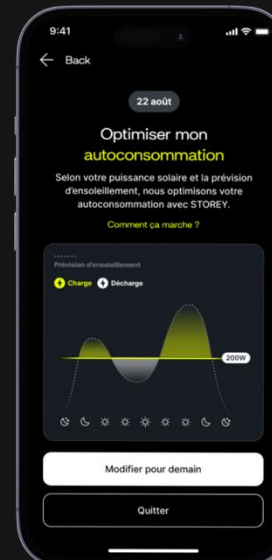 9:41
Back
22 août
Optimiser mon
autoconsommation
Selon votre puissance solaire et la prévision
d'ensoleillement, nous optimisons votre
autoconsommation avec STOREY.
Comment ça marche ?
Prévision d'ensoleillement
Charge Décharge
200W
Modifier pour demain
Quitter